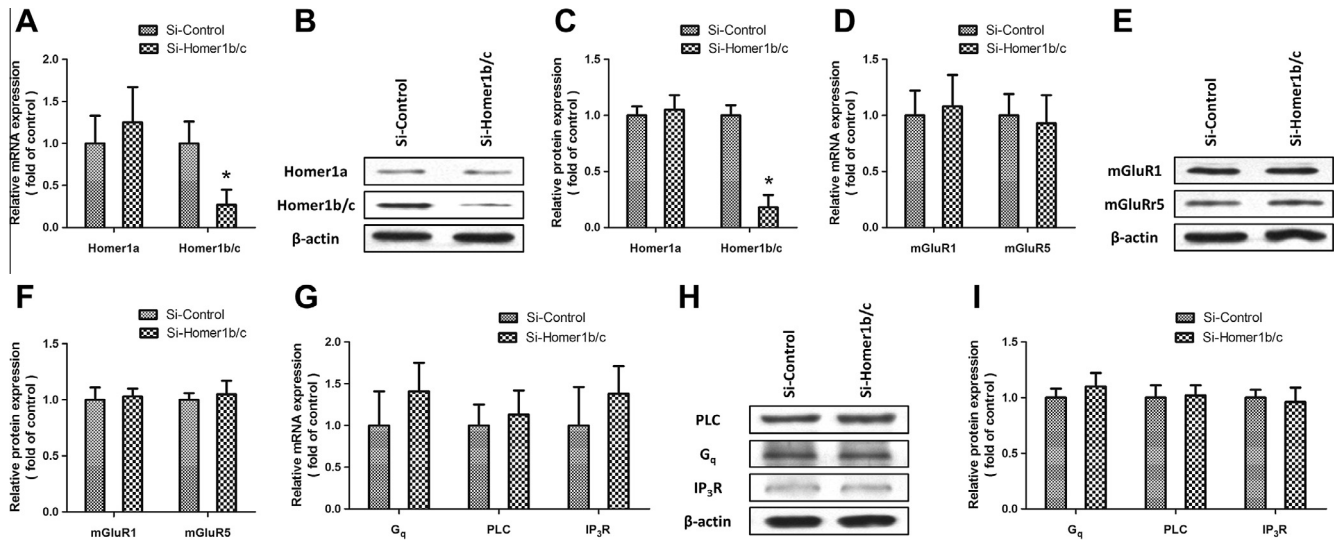 A
Si-Control
Si-Homer1b/c
Relative mRNA expression
( fold of control )
2.0
1.5
1.0
0.5
0.0
Homer1a Homer1b/c
*
B
Si-Control
Si-Homer1b/c
Homer1a
Homer1b/c
β-actin
C
Si-Control
Si-Homer1b/c
Relative protein expression
( fold of control )
1.5
1.0
0.5
0.0
Homer1a Homer1b/c
*
D
Si-Control
Si-Homer1b/c
Relative mRNA expression
( fold of control )
1.5
1.0
0.5
0.0
mGluR1 mGluR5
E
Si-Control
Si-Homer1b/c
mGluR1
mGluRr5
β-actin
F
Si-Control
Si-Homer1b/c
Relative protein expression
( fold of control )
1.5
1.0
0.5
0.0
mGluR1 mGluR5
G
Si-Control
Si-Homer1b/c
Relative mRNA expression
( fold of control )
2.0
1.5
1.0
0.5
0.0
Gq PLC IP3R
H
Si-Control
Si-Homer1b/c
PLC
Gq
IP3R
β-actin
I
Si-Control
Si-Homer1b/c
Relative protein expression
( fold of control )
1.5
1.0
0.5
0.0
Gq PLC IP3R